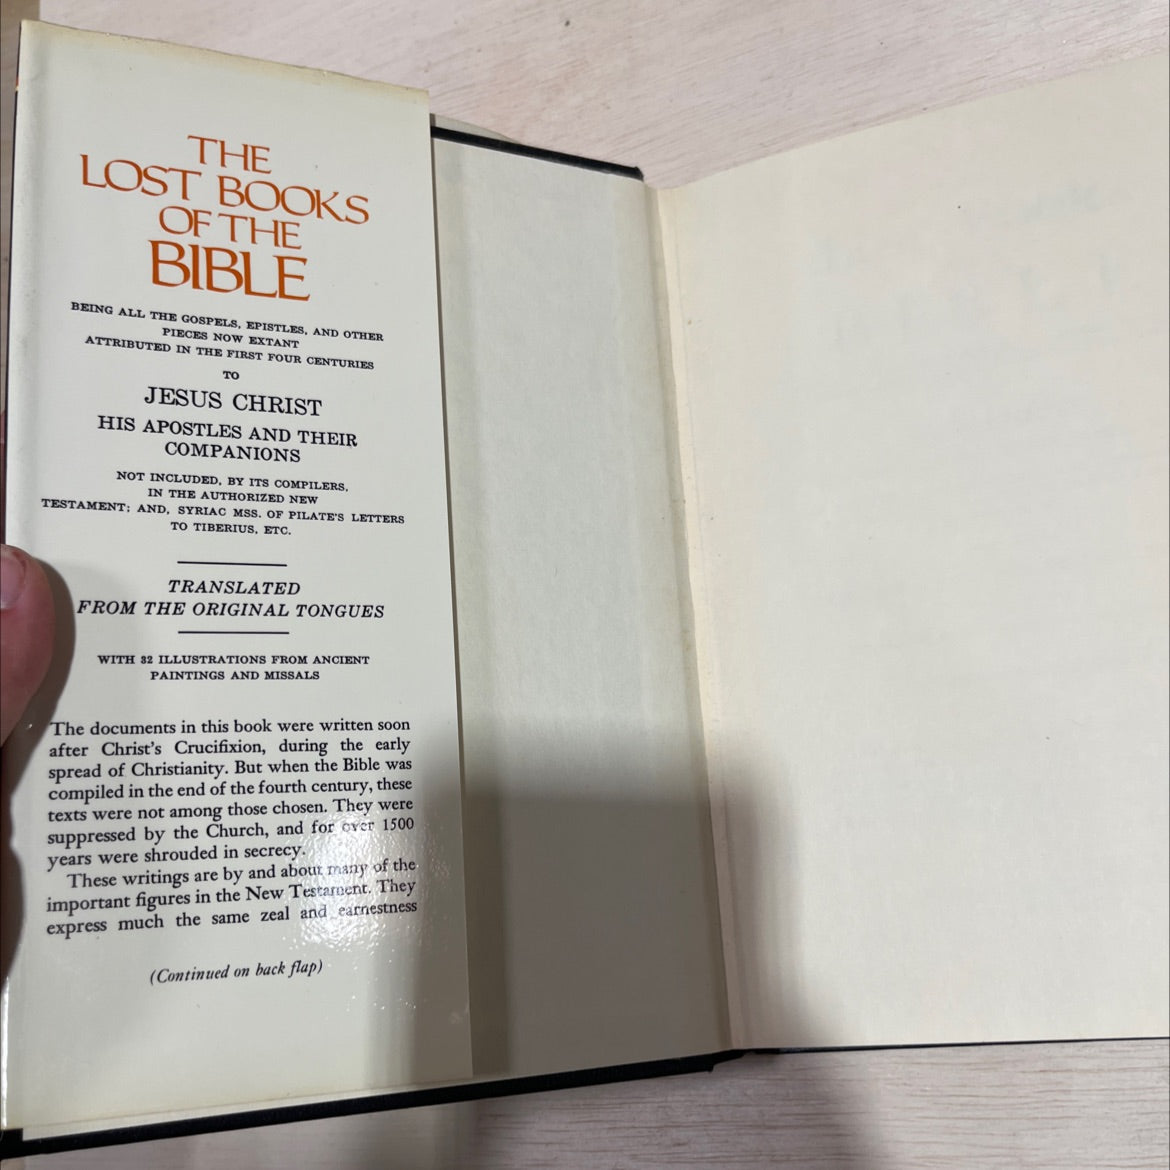 THE
LOST BOOKS
OF THE
BIBLE
BEING ALL THE GOSPELS, EPISTLES, AND OTHER
PIECES NOW EXTANT
ATTRIBUTED IN THE FIRST FOUR CENTURIES
TO
JESUS CHRIST
HIS APOSTLES AND THEIR
COMPANIONS
NOT INCLUDED, BY ITS COMPILERS,
IN THE AUTHORIZED NEW
TESTAMENT; AND, SYRIAC MSS. OF PILATE'S LETTERS
TO TIBERIUS, ETC.
TRANSLATED
FROM THE ORIGINAL TONGUES
WITH 32 ILLUSTRATIONS FROM ANCIENT
PAINTINGS AND MISSALS
The documents in this book were written soon
after Christ's Crucifixion, during the early
spread of Christianity. But when the Bible was
compiled in the end of the fourth century, these
texts were not among those chosen. They were
suppressed by the Church, and for over 1500
years were shrouded in secrecy.
These writings are by and about many of the
important figures in the New Testament. They
express much the same zeal and earnestness
(Continued on back flap)